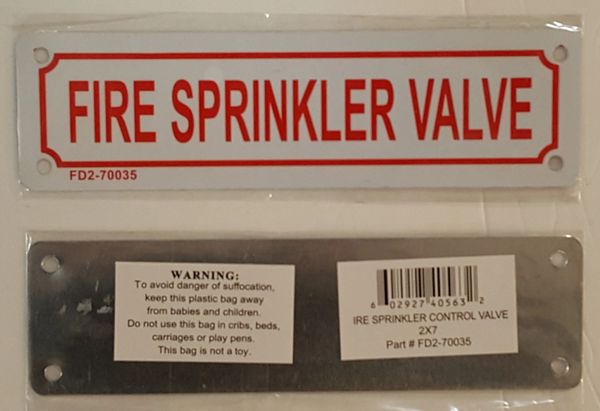 FIRE SPRINKLER VALVE
FD2-70035
WARNING:
To avoid danger of suffocation,
keep this plastic bag away
from babies and children.
Do not use this bag in cribs, beds,
carriages or play pens.
This bag is not a toy.
6 02927 40563 2
IRE SPRINKLER CONTROL VALVE
2X7
Part # FD2-70035